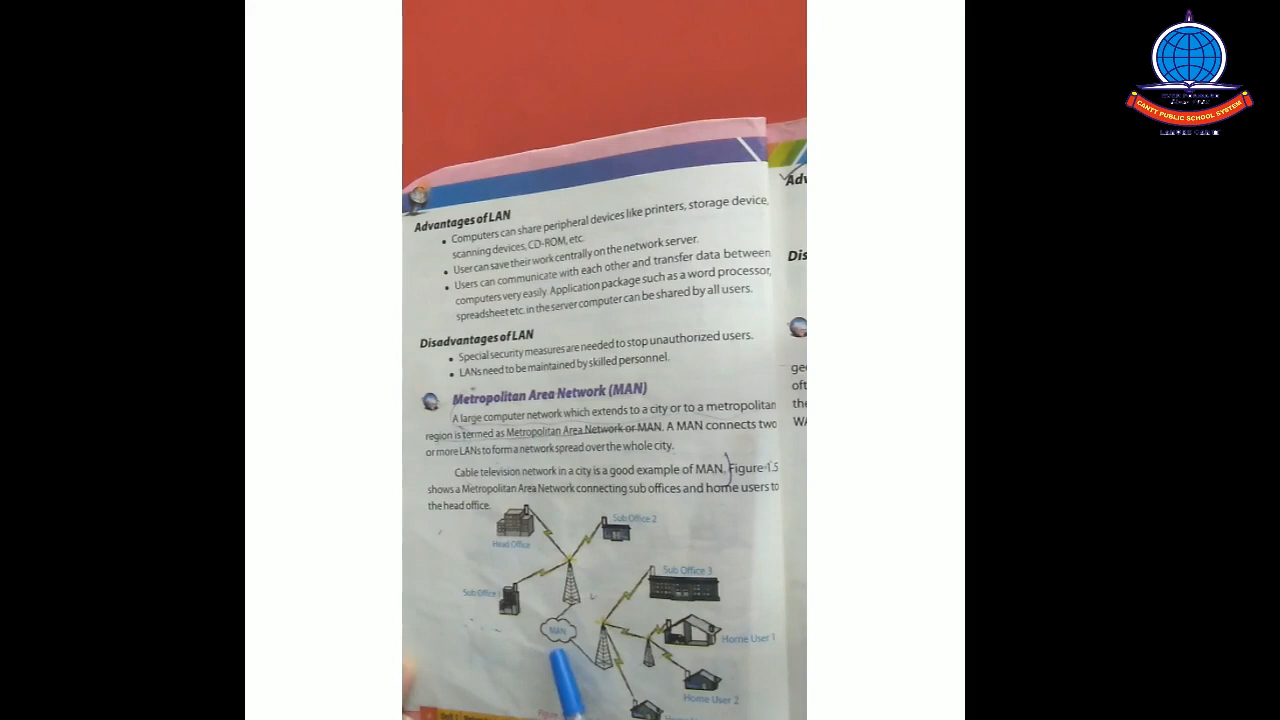 CANTT PUBLIC SCHOOL SYSTEM
LAHORE CANTT
Advantages of LAN
• Computers can share peripheral devices like printers, storage device,
scanning devices, CD-ROM, etc.
• User can save their work centrally on the network server.
• Users can communicate with each other and transfer data between
computers very easily. Application package such as a word processor,
spreadsheet etc. in the server computer can be shared by all users.
Disadvantages of LAN
• Special security measures are needed to stop unauthorized users.
• LANs need to be maintained by skilled personnel.
Metropolitan Area Network (MAN)
A large computer network which extends to a city or to a metropolitan
region is termed as Metropolitan Area Network or MAN. A MAN connects two
or more LANs to form a network spread over the whole city.
Cable television network in a city is a good example of MAN. Figure 1.5
shows a Metropolitan Area Network connecting sub offices and home users to
the head office.
Head Office
Sub Office 2
Sub Office
Sub Office 3
MAN
Home User 1
Home User 2
Adv
Dis
ged
oft
the
WA